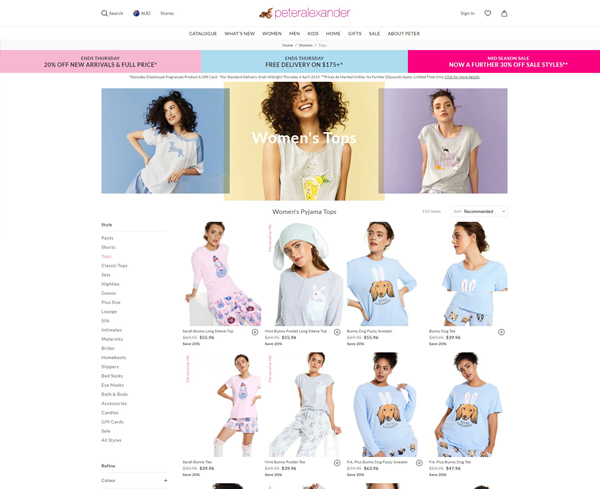 Search
AUD
Stores
peteralexander
Sign In
CATALOGUE WHAT'S NEW WOMEN MEN KIDS HOME GIFTS SALE ABOUT PETER
Home / Women / Tops
ENDS THURSDAY
20% OFF NEW ARRIVALS & FULL PRICE*
ENDS THURSDAY
FREE DELIVERY ON $175+^
MID SEASON SALE
NOW A FURTHER 30% OFF SALE STYLES**
*Excludes Glasshouse Fragrances Product & Gift Card. ^For Standard Delivery. Ends Midnight Thursday 4 April 2019. **Prices As Marked Online. No Further Discounts Apply. Limited Time Only. Click for more details
Women's Tops
Women's Pyjama Tops
Sort Recommended
Style
Pants
Shorts
Tops
Classic Tops
Sets
Nighties
Gowns
Plus Size
Lounge
Silk
Intimates
Maternity
Bridal
Homeboots
Slippers
Bed Socks
Eye Masks
Bath & Body
Accessories
Candles
Gift Cards
Sale
All Styles
Refine
Colour +
Personalise Me
Sarah Bunny Long Sleeve Top
$69.95 $55.96
Save 20%
Mint Bunny Pocket Long Sleeve Top
$69.95 $55.96
Save 20%
Bunny Dog Fuzzy Sweater
$69.95 $55.96
Save 20%
Bunny Dog Tee
$49.95 $39.96
Save 20%
Personalise Me
Personalise Me
Sarah Bunny Tee
$49.95 $39.96
Save 20%
Mint Bunny Pocket Tee
$49.95 $39.96
Save 20%
P.A. Plus Bunny Dog Fuzzy Sweater
$79.95 $63.96
Save 20%
P.A. Plus Bunny Dog Tee
$59.95 $47.96
Save 20%